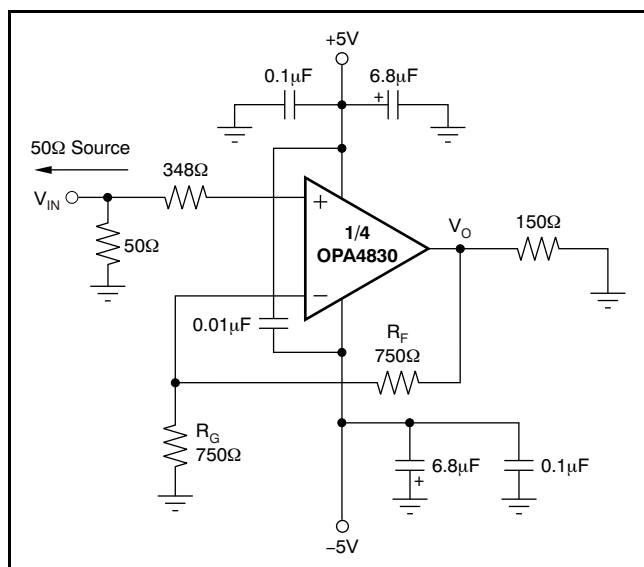 +5V
0.1μF
6.8μF
+
50Ω Source
348Ω
V_IN
50Ω
+
1/4
OPA4830
−
V_O
150Ω
0.01μF
R_F
750Ω
R_G
750Ω
6.8μF
+
0.1μF
−5V